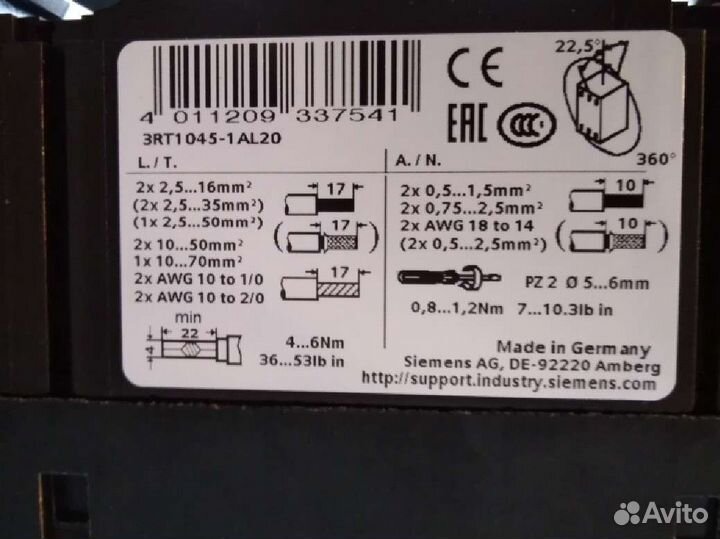 4 011209 337541
CE
EAC
CCC
22,5°
360°
3RT1045-1AL20
L./T.
2x 2,5...16mm²
(2x 2,5...35mm²)
(1x 2,5...50mm²)
2x 10...50mm²
1x 10...70mm²
2x AWG 10 to 1/0
2x AWG 10 to 2/0
17
(17)
17
min
22
4
4...6Nm
36...53lb in
A./N.
2x 0,5...1,5mm²
2x 0,75...2,5mm²
2x AWG 18 to 14
(2x 0,5...2,5mm²)
10
(10)
PZ 2 Ø 5...6mm
0,8...1,2Nm 7...10.3lb in
Made in Germany
Siemens AG, DE-92220 Amberg
http://support.industry.siemens.com
Avito